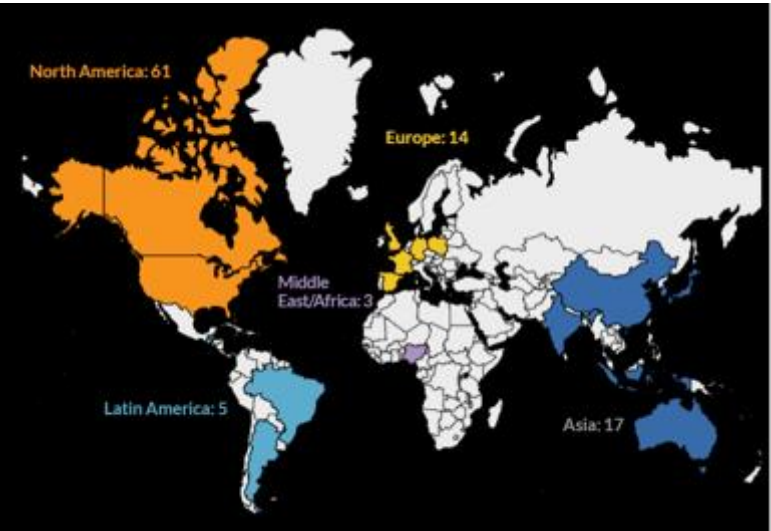 North America: 61
Europe: 14
Middle
East/Africa: 3
Latin America: 5
Asia: 17